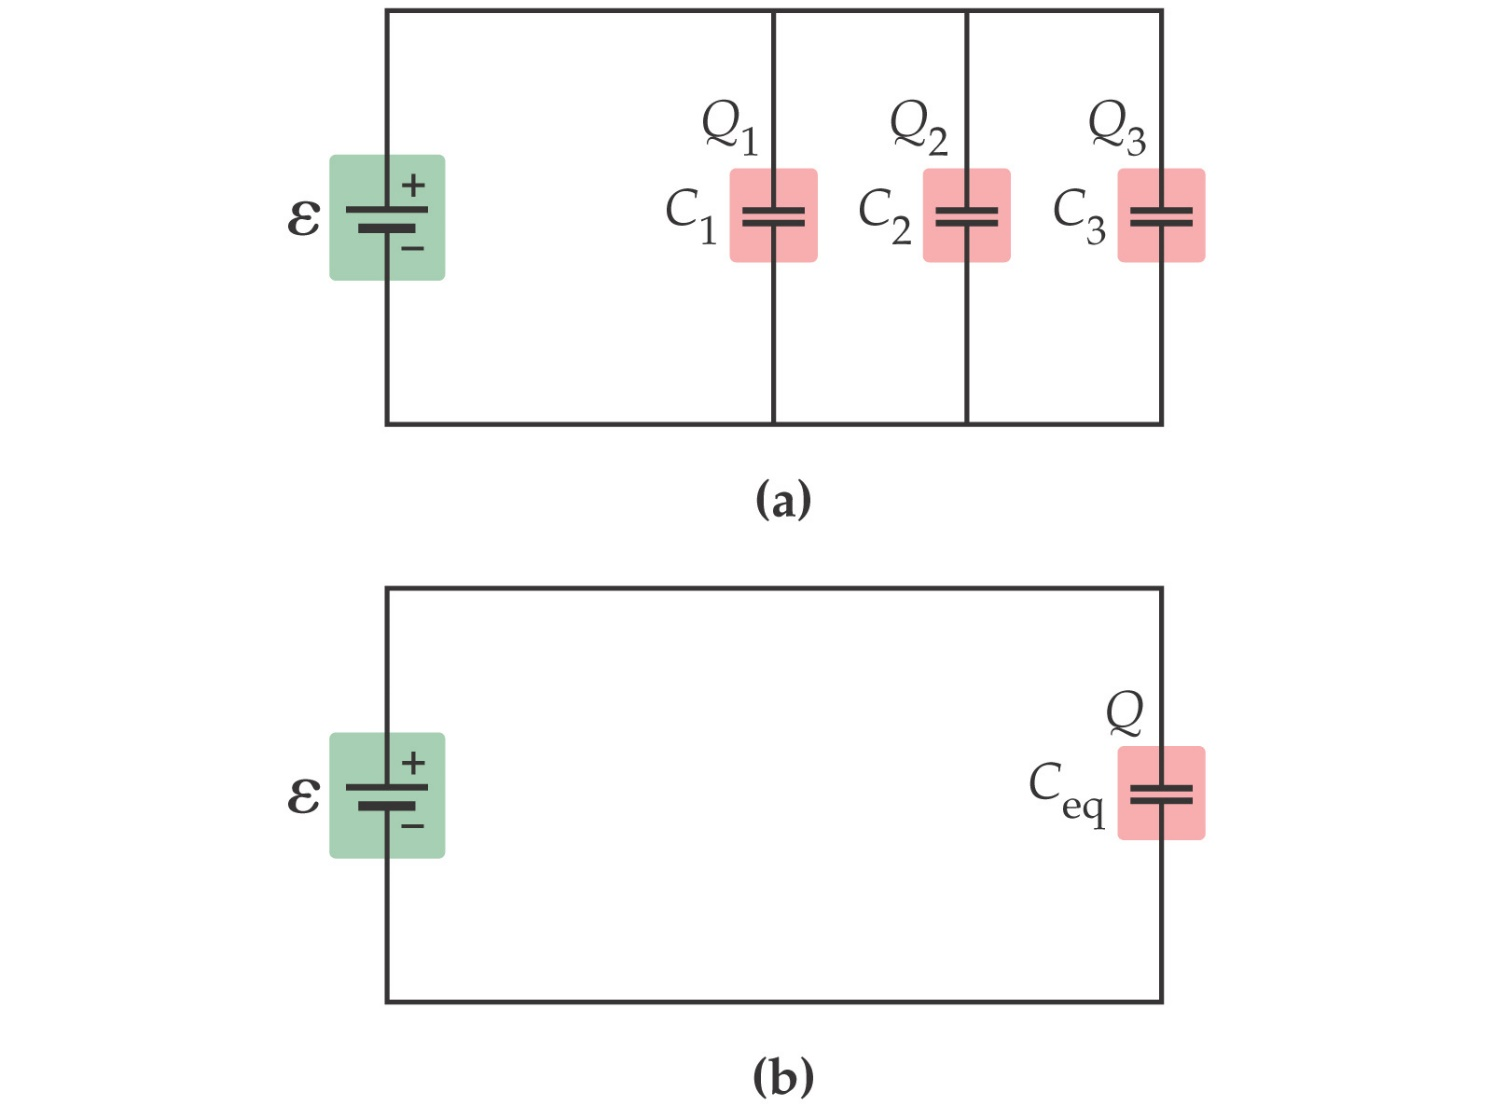 Q1 Q2 Q3
+
ε C1 C2 C3
−
(a)
Q
+
ε Ceq
−
(b)